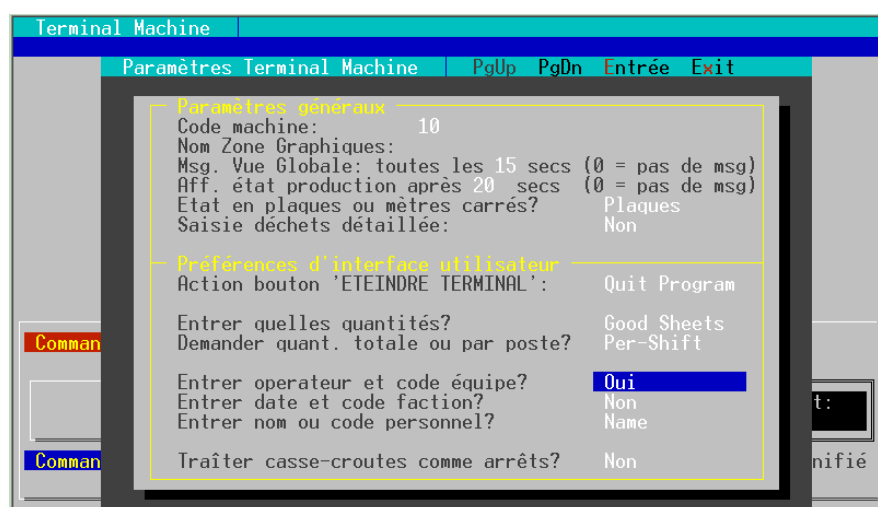 Terminal Machine
Paramètres Terminal Machine PgUp PgDn Entrée Exit
Paramètres généraux
Code machine: 10
Nom Zone Graphiques:
Msg. Vue Globale: toutes les 15 secs (0 = pas de msg)
Aff. état production après 20 secs (0 = pas de msg)
Etat en plaques ou mètres carrés? Plaques
Saisie déchets détaillée: Non
Préférences d'interface utilisateur
Action bouton 'ETEINDRE TERMINAL': Quit Program
Entrer quelles quantités? Good Sheets
Comman
Demander quant. totale ou par poste? Per-Shift
Entrer operateur et code équipe? Oui
Entrer date et code faction? Non
t:
Entrer nom ou code personnel? Name
Comman
Traîter casse-croutes comme arrêts? Non
nifié